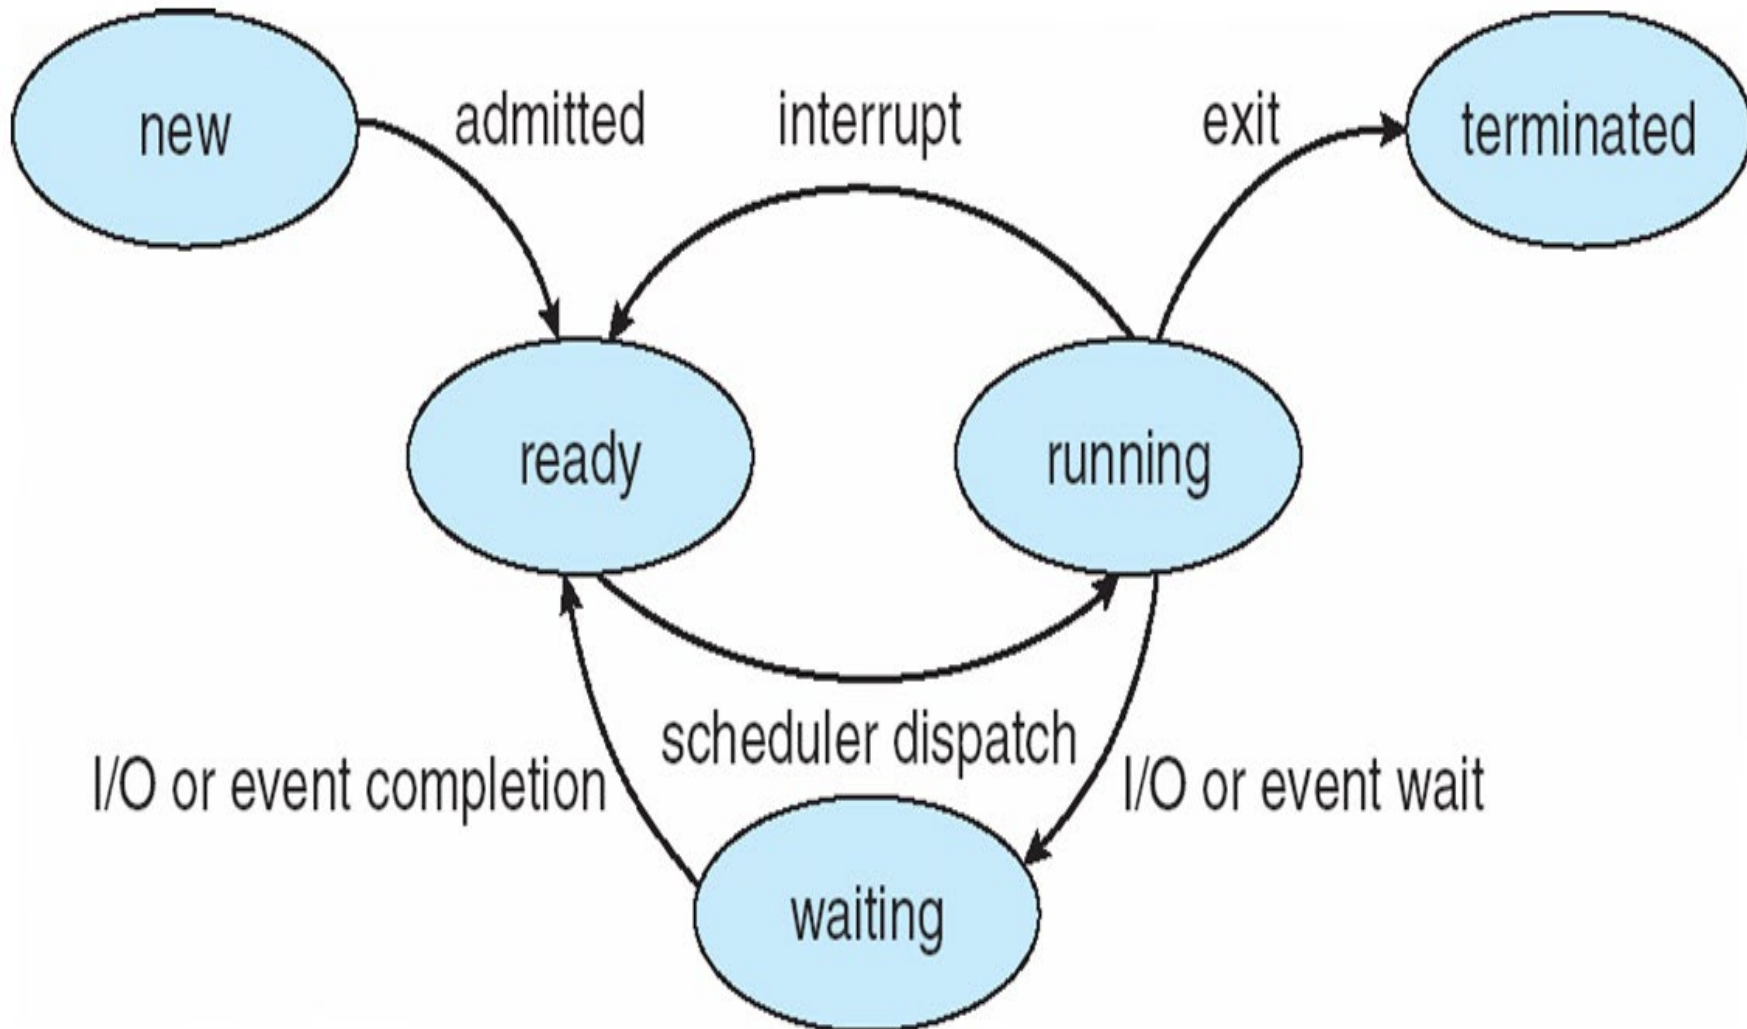 new
admitted
interrupt
exit
terminated
ready
running
scheduler dispatch
I/O or event completion
I/O or event wait
waiting